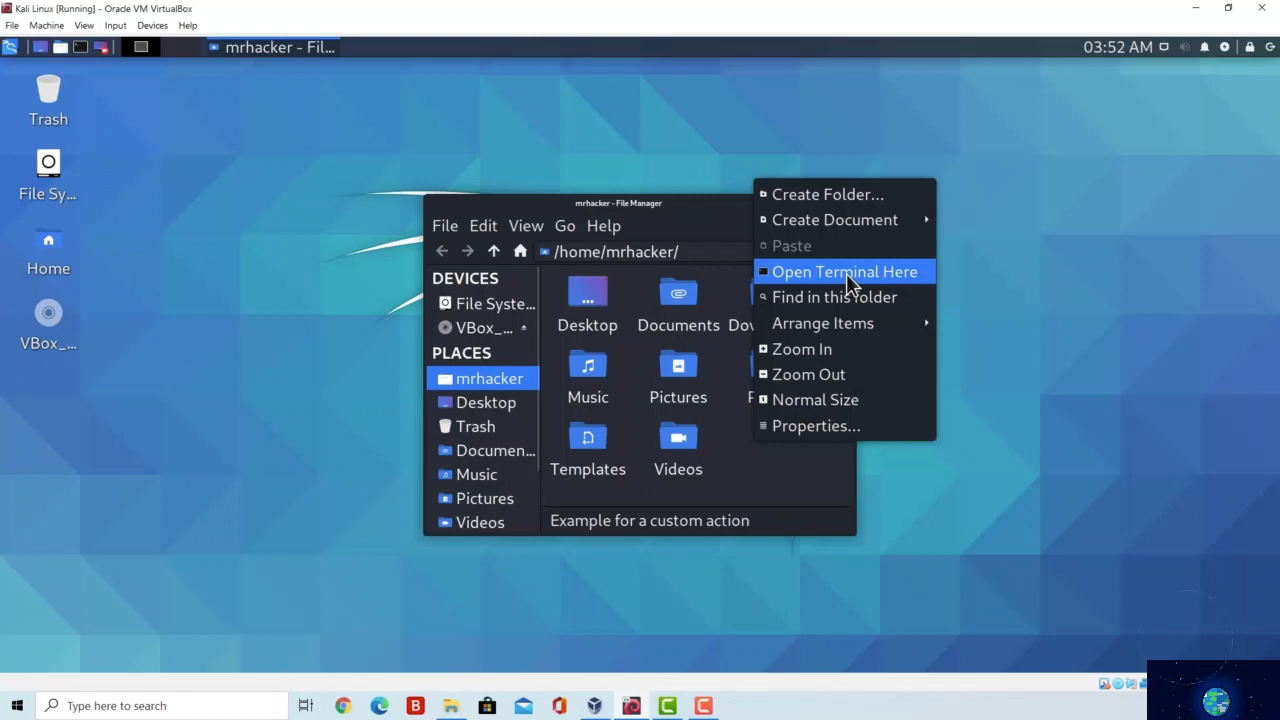 Kali Linux [Running] - Oracle VM VirtualBox
File Machine View Input Devices Help
mrhacker - Fil...
03:52 AM
Trash
File Sy...
Home
VBox_...
mrhacker - File Manager
File Edit View Go Help
/home/mrhacker/
DEVICES
File Syste...
VBox_...
PLACES
mrhacker
Desktop
Trash
Documen...
Music
Pictures
Videos
Desktop
Documents
Music
Pictures
Templates
Videos
Example for a custom action
Create Folder...
Create Document
Paste
Open Terminal Here
Find in this folder
Arrange Items
Zoom In
Zoom Out
Normal Size
Properties...
Type here to search